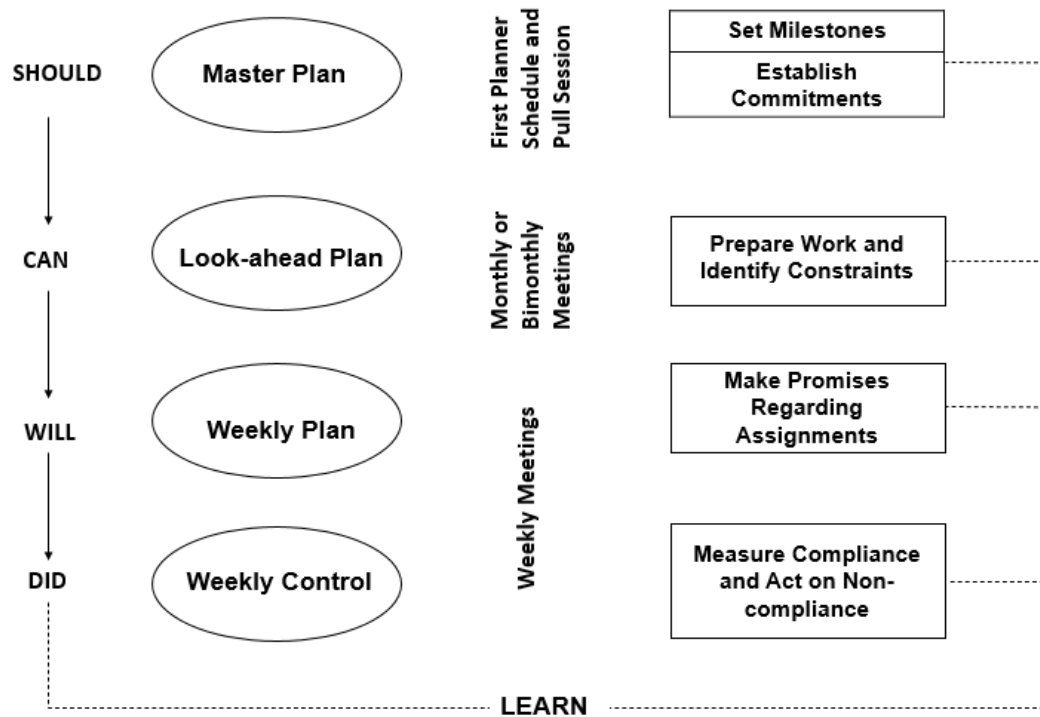 SHOULD
Master Plan
First Planner
Schedule and
Pull Session
Set Milestones
Establish
Commitments
CAN
Look-ahead Plan
Monthly or
Bimonthly
Meetings
Prepare Work and
Identify Constraints
WILL
Weekly Plan
Weekly Meetings
Make Promises
Regarding
Assignments
DID
Weekly Control
Measure Compliance
and Act on Non-
compliance
LEARN